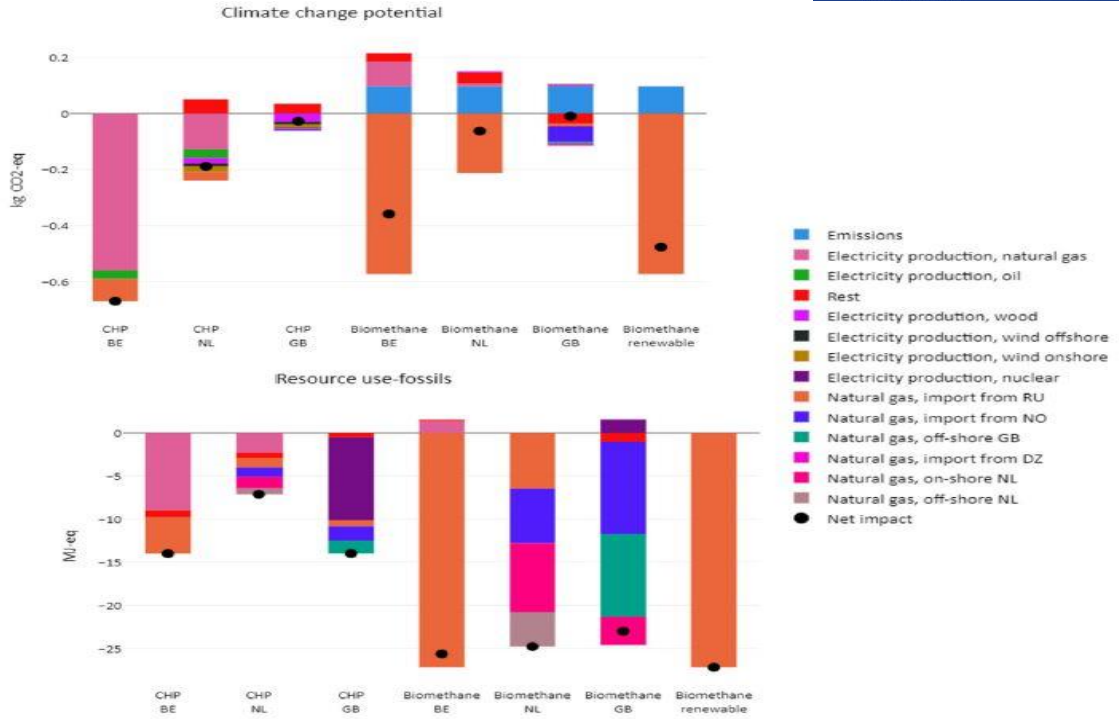 Climate change potential
0.2
0
−0.2
−0.4
−0.6
kg CO2-eq
CHP BE
CHP NL
CHP GB
Biomethane BE
Biomethane NL
Biomethane GB
Biomethane renewable
Resource use-fossils
0
−5
−10
−15
−20
−25
MJ-eq
CHP BE
CHP NL
CHP GB
Biomethane BE
Biomethane NL
Biomethane GB
Biomethane renewable
Emissions
Electricity production, natural gas
Electricity production, oil
Rest
Electricity prodution, wood
Electricity production, wind offshore
Electricity production, wind onshore
Electricity production, nuclear
Natural gas, import from RU
Natural gas, import from NO
Natural gas, off-shore GB
Natural gas, import from DZ
Natural gas, on-shore NL
Natural gas, off-shore NL
Net impact